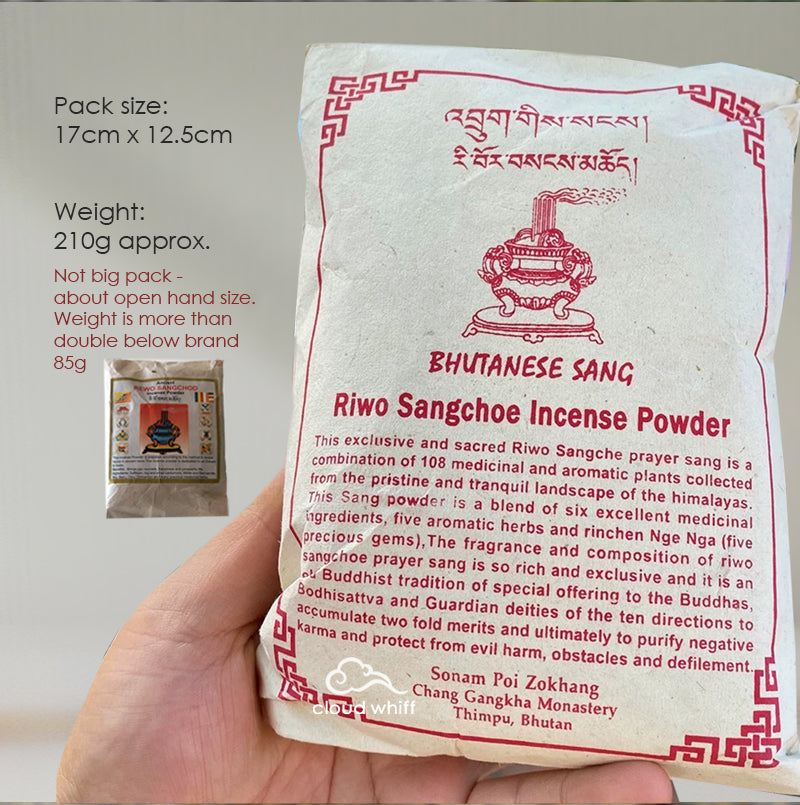 Pack size:
17cm x 12.5cm
Weight:
210g approx.
Not big pack -
about open hand size.
Weight is more than
double below brand
85g
Ancient
RIWO SANGCHOD
Incense Powder
འབྲུག་གིས་སངས།
རི་བོར་བསངས་མཆོད།
BHUTANESE SANG
Riwo Sangchoe Incense Powder
This exclusive and sacred Riwo Sangche prayer sang is a
combination of 108 medicinal and aromatic plants collected
from the pristine and tranquil landscape of the himalayas.
This Sang powder is a blend of six excellent medicinal
ingredients, five aromatic herbs and rinchen Nge Nga (five
precious gems),The fragrance and composition of riwo
sangchoe prayer sang is so rich and exclusive and it is an
Buddhist tradition of special offering to the Buddhas,
Bodhisattva and Guardian deities of the ten directions to
accumulate two fold merits and ultimately to purify negative
karma and protect from evil harm, obstacles and defilement.
Sonam Poi Zokhang
Chang Gangkha Monastery
Thimpu, Bhutan
cloud whiff